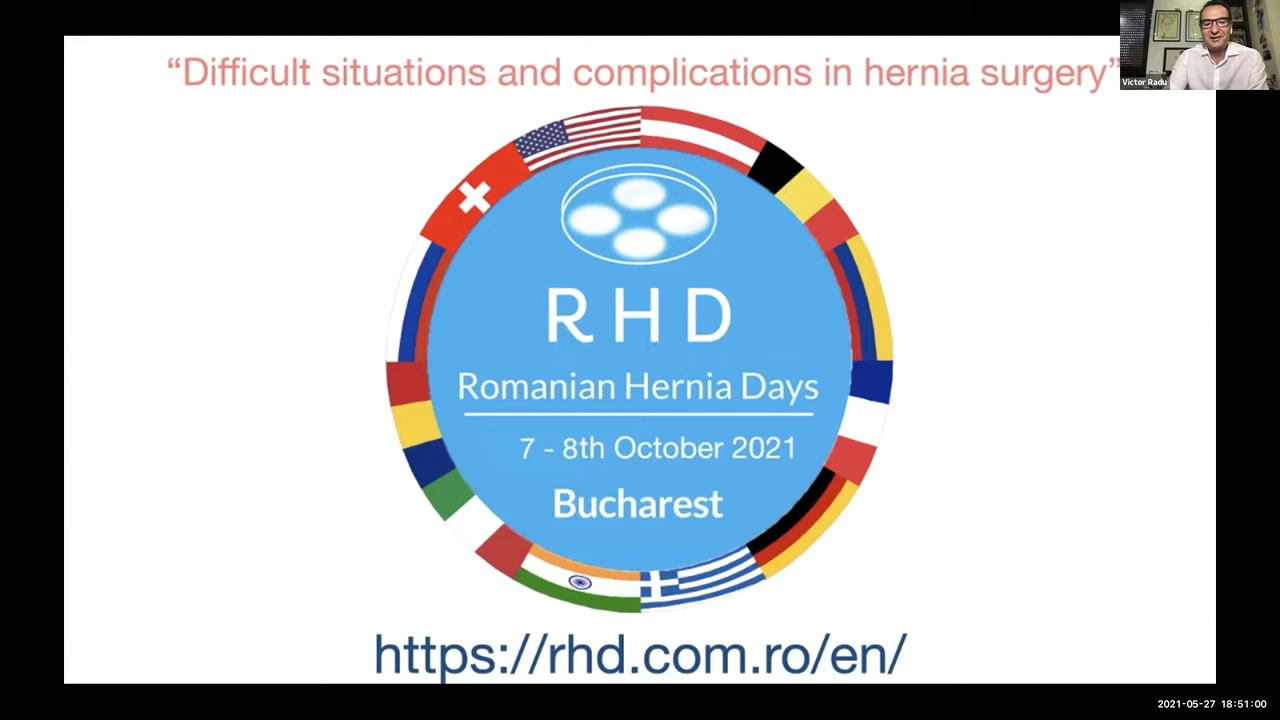 “Difficult situations and complications in hernia surgery”
Victor Radu
R H D
Romanian Hernia Days
7 - 8th October 2021
Bucharest
https://rhd.com.ro/en/
2021-05-27 18:51:00